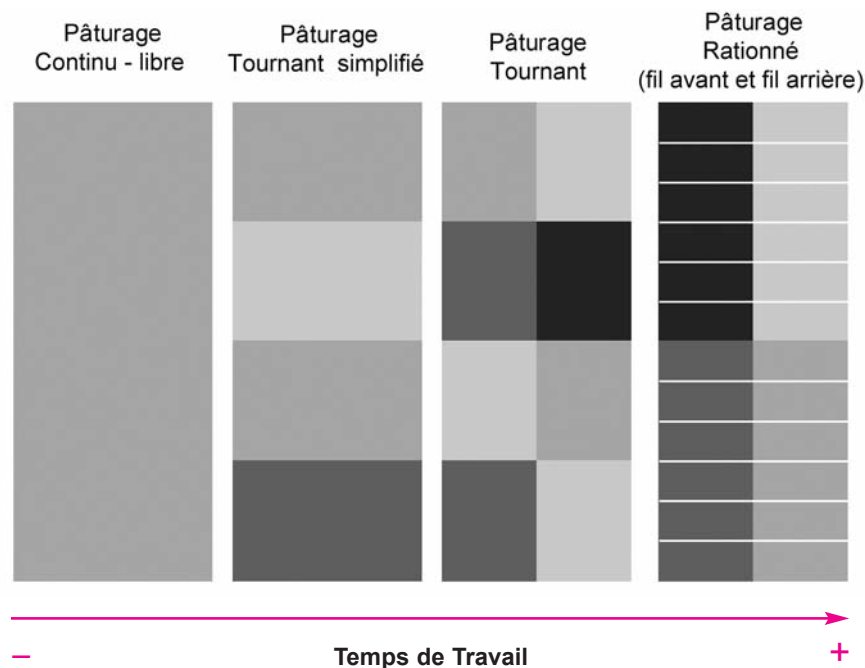 Pâturage
Continu - libre
Pâturage
Tournant simplifié
Pâturage
Tournant
Pâturage
Rationné
(fil avant et fil arrière)
– Temps de Travail +